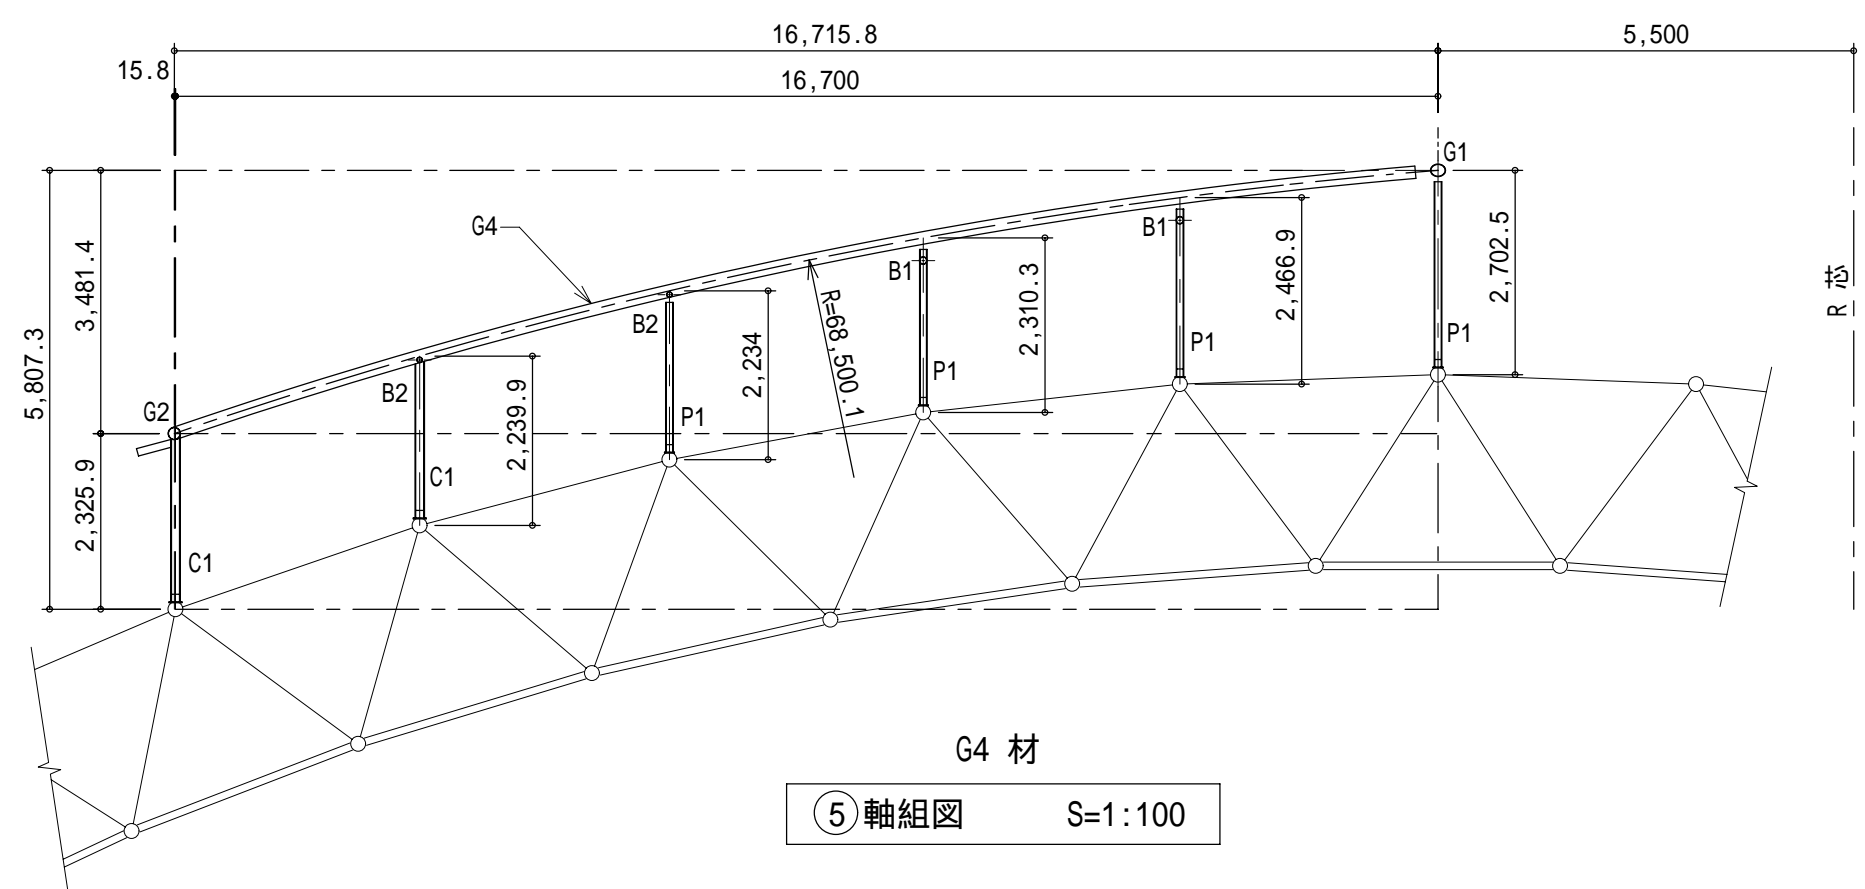 16,715.8
5,500
15.8
16,700
G1
G4
B1
B1
B2
B2
G2
3,481.4
5,807.3
2,325.9
2,239.9
2,234
R=68,500.1
2,310.3
2,466.9
2,702.5
R 芯
P1
P1
P1
P1
C1
C1
G4 材
⑤軸組図 S=1:100